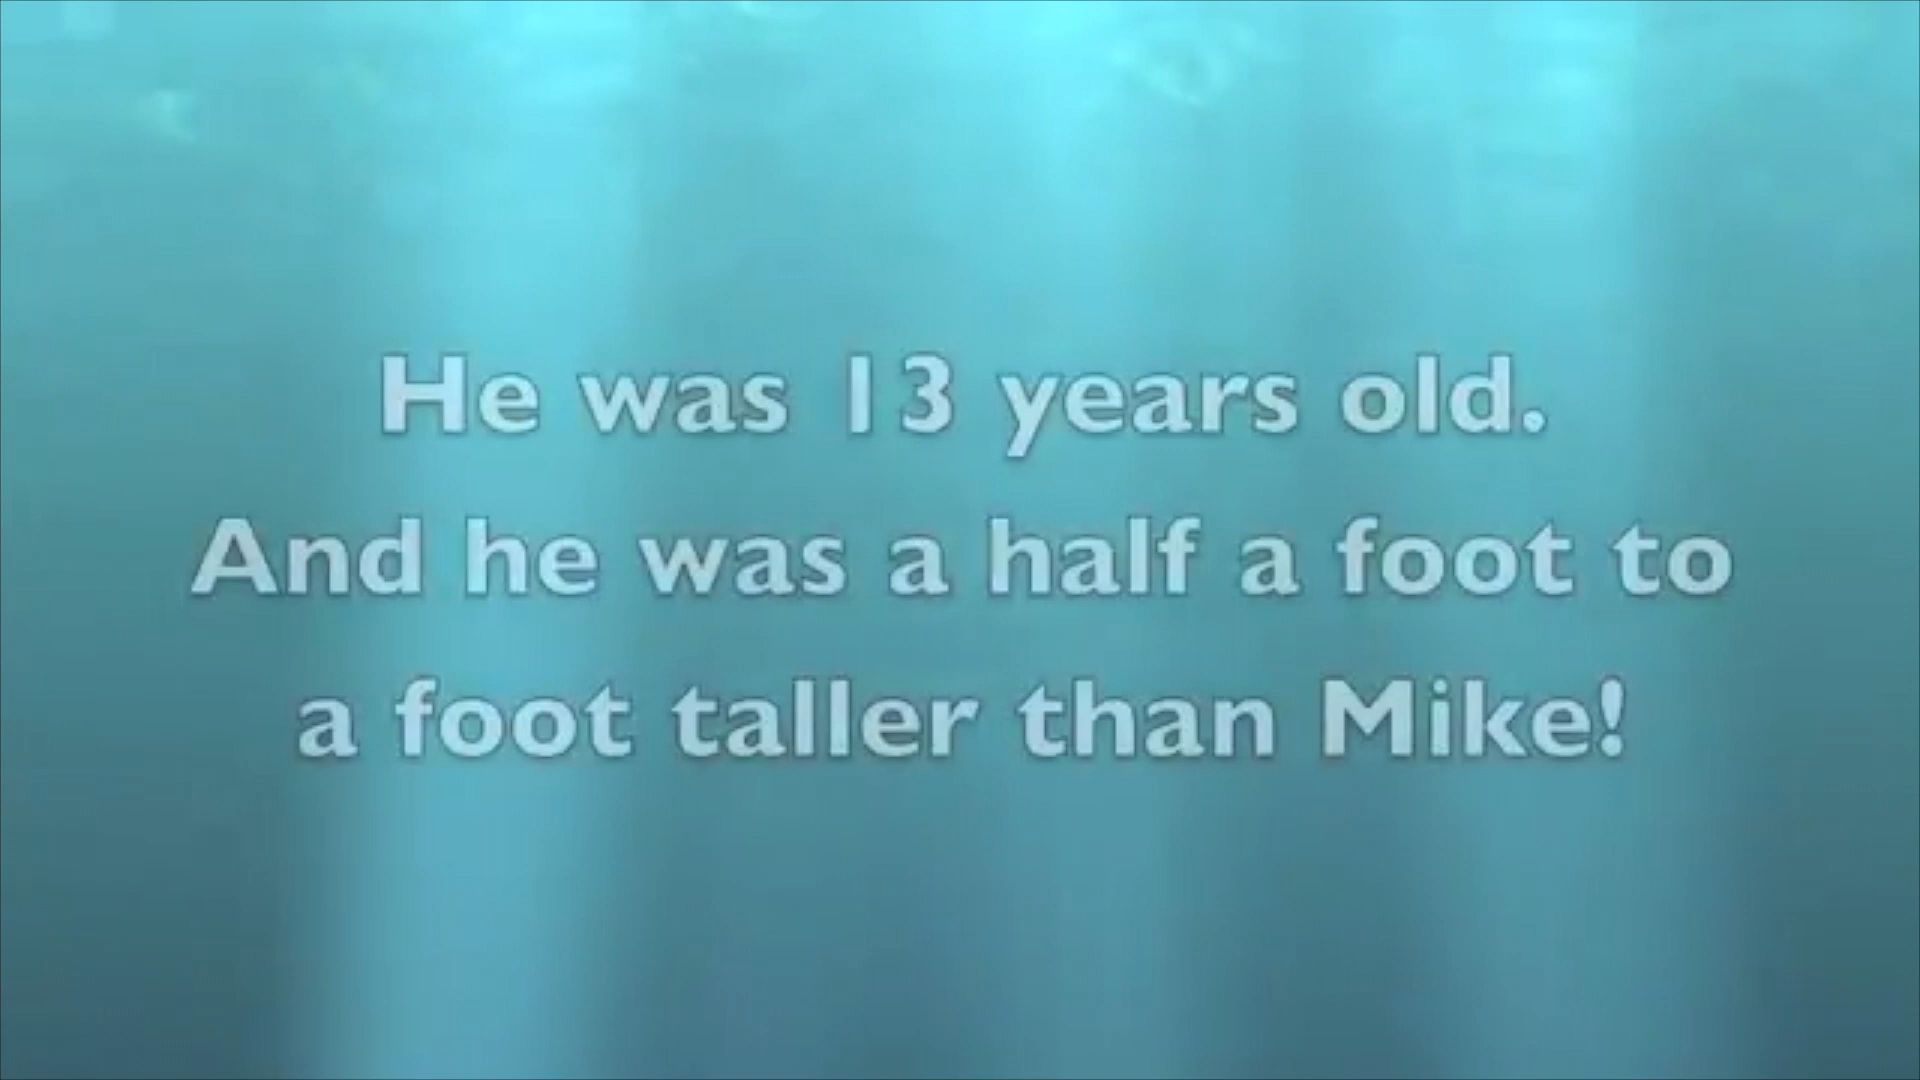 He was 13 years old.
And he was a half a foot to
a foot taller than Mike!